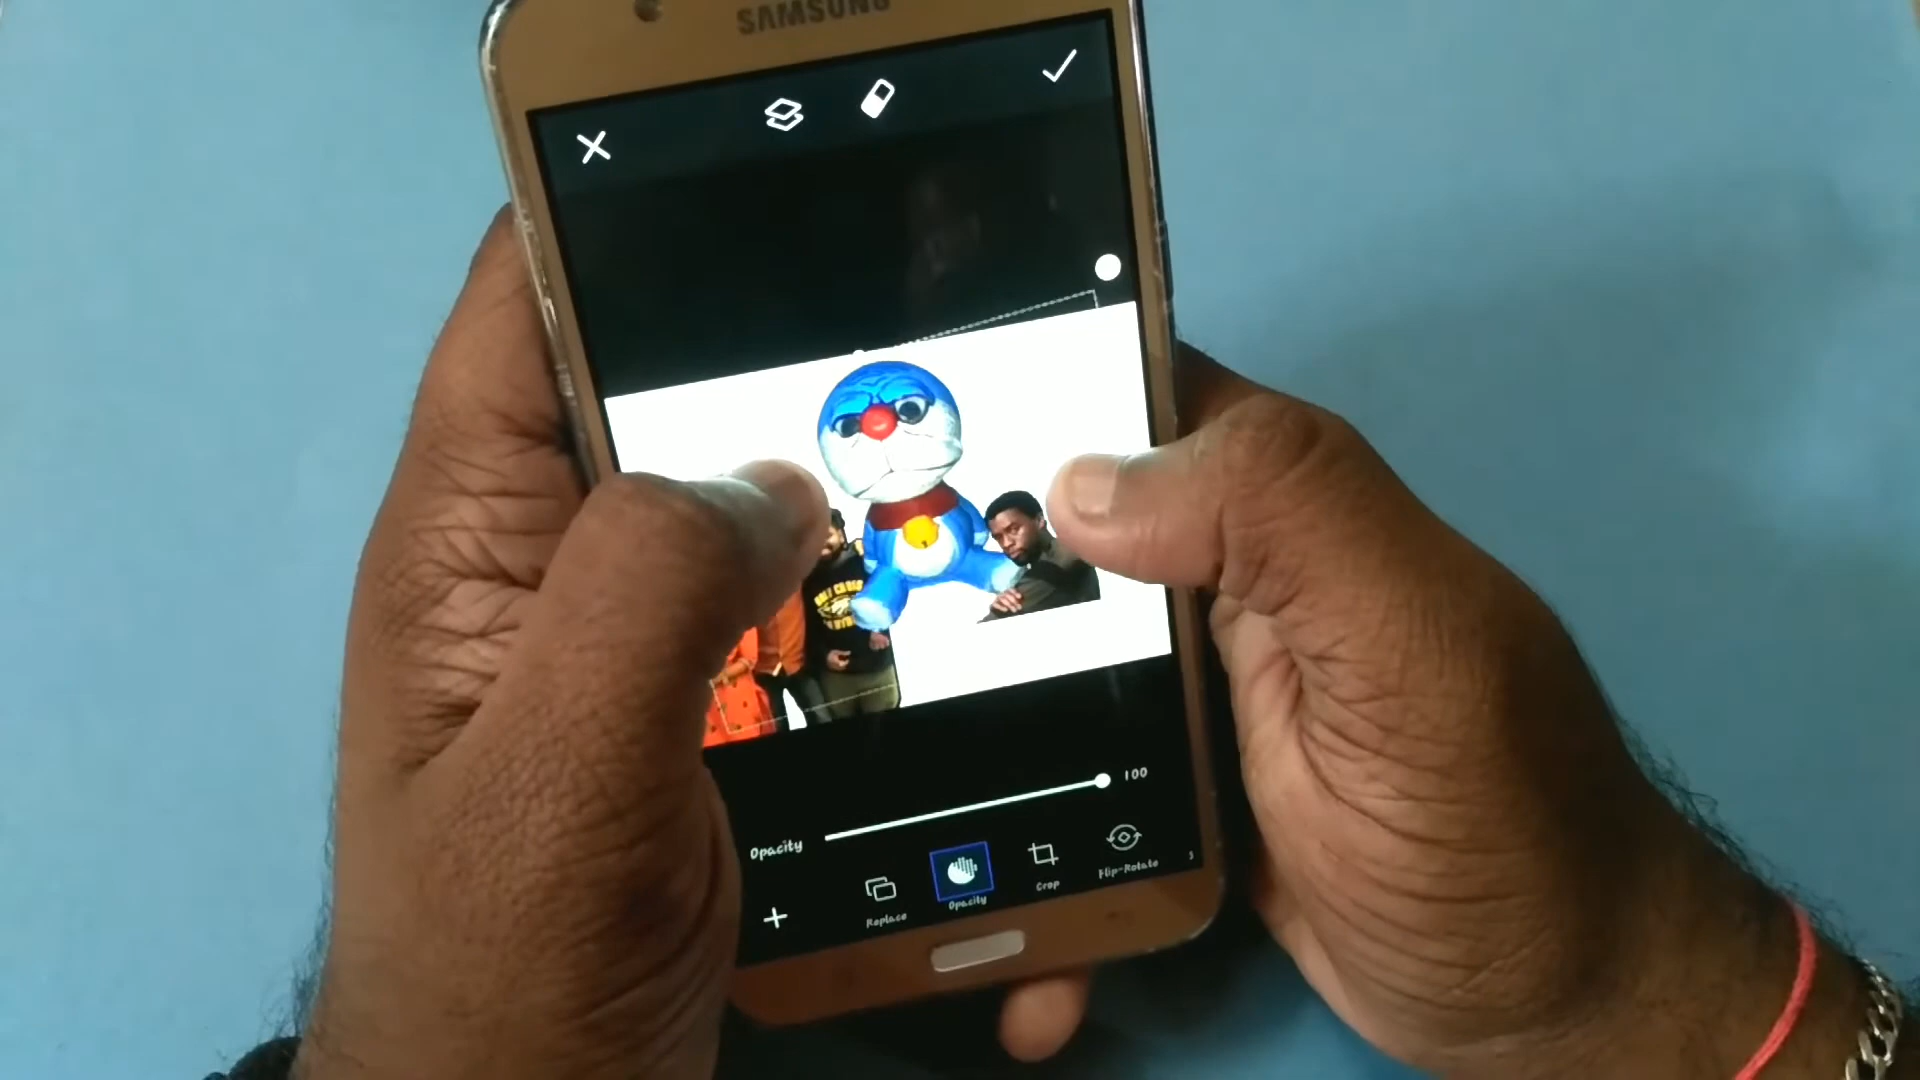 SAMSUNG
Opacity
100
Replace
Opacity
Crop
Flip-Rotate